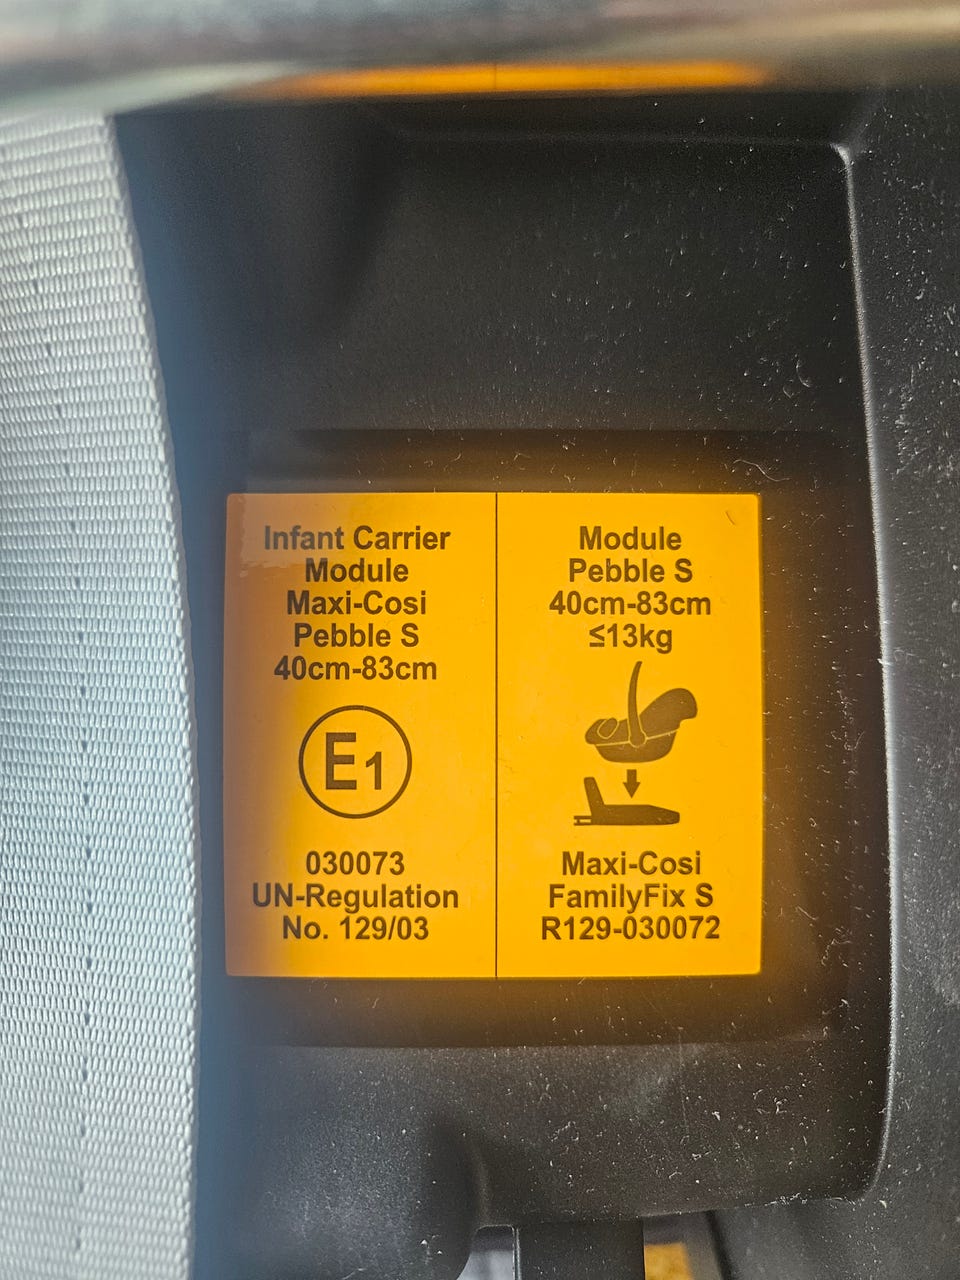 Infant Carrier
Module
Maxi-Cosi
Pebble S
40cm-83cm
E1
030073
UN-Regulation
No. 129/03
Module
Pebble S
40cm-83cm
≤13kg
Maxi-Cosi
FamilyFix S
R129-030072